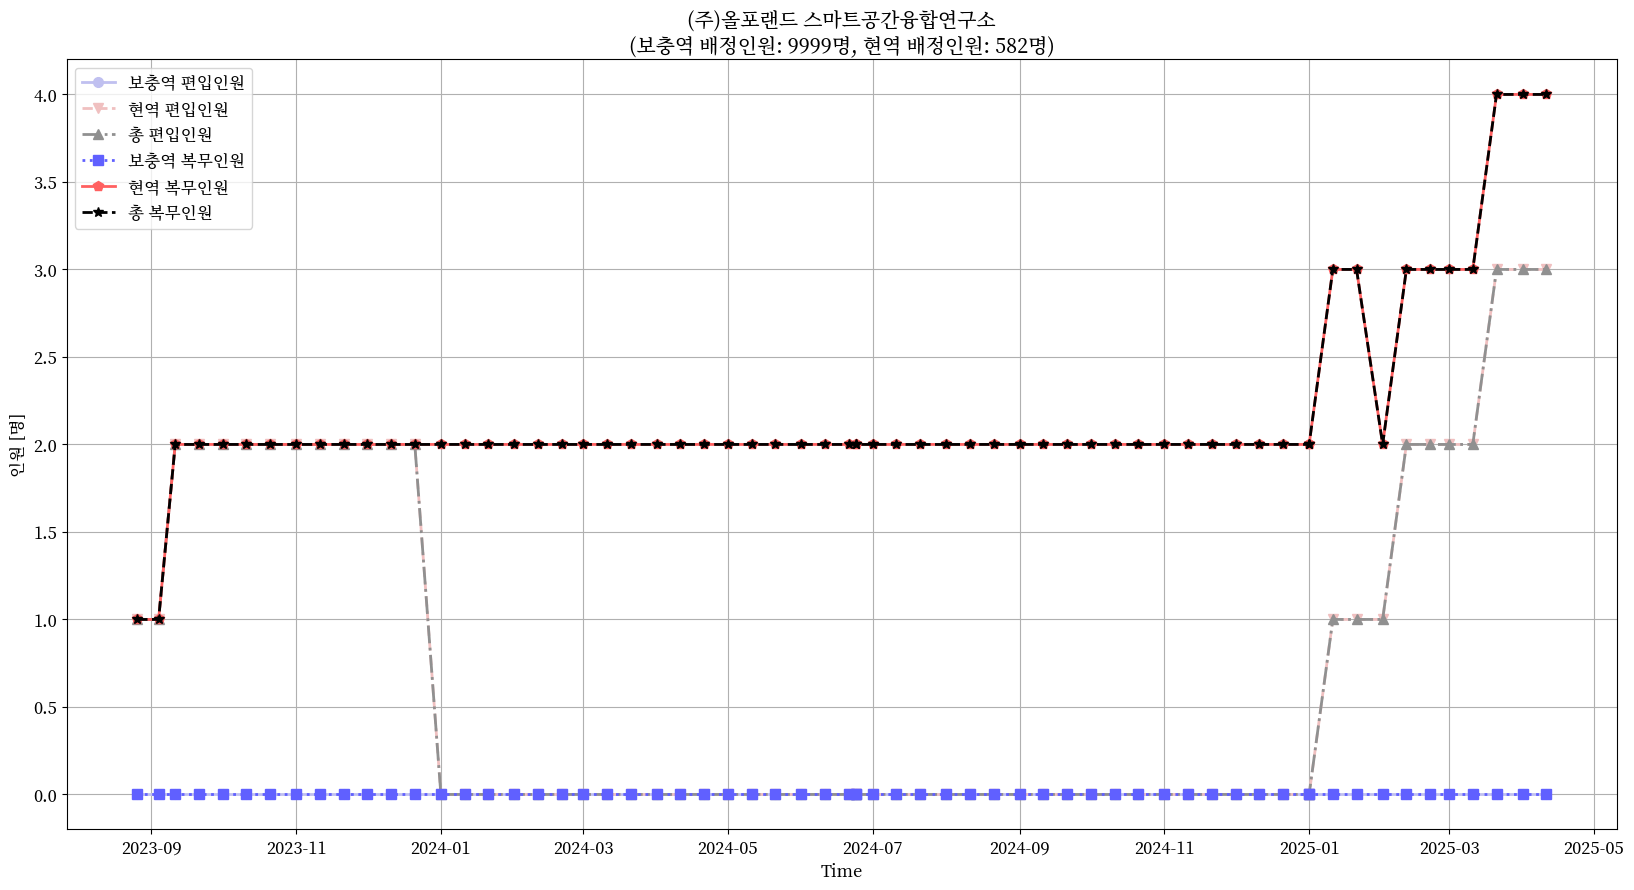 (주)올포랜드 스마트공간융합연구소
(보충역 배정인원: 9999명, 현역 배정인원: 582명)
보충역 편입인원
현역 편입인원
총 편입인원
보충역 복무인원
현역 복무인원
총 복무인원
4.0
3.5
3.0
2.5
2.0
1.5
1.0
0.5
0.0
인원 [명]
2023-09 2023-11 2024-01 2024-03 2024-05 2024-07 2024-09 2024-11 2025-01 2025-03 2025-05
Time